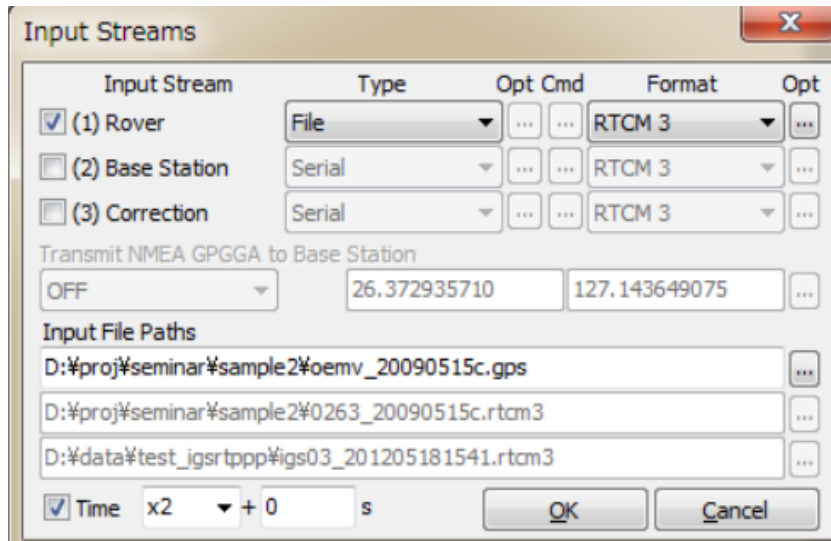 Input Streams
Input Stream Type Opt Cmd Format Opt
(1) Rover File ... ... RTCM 3 ...
(2) Base Station Serial ... ... RTCM 3 ...
(3) Correction Serial ... ... RTCM 3 ...
Transmit NMEA GPGGA to Base Station
OFF 26.372935710 127.143649075 ...
Input File Paths
D:¥proj¥seminar¥sample2¥oemv_20090515c.gps ...
D:¥proj¥seminar¥sample2¥0263_20090515c.rtcm3 ...
D:¥data¥test_igsrtppp¥igs03_201205181541.rtcm3 ...
Time x2 + 0 s OK Cancel